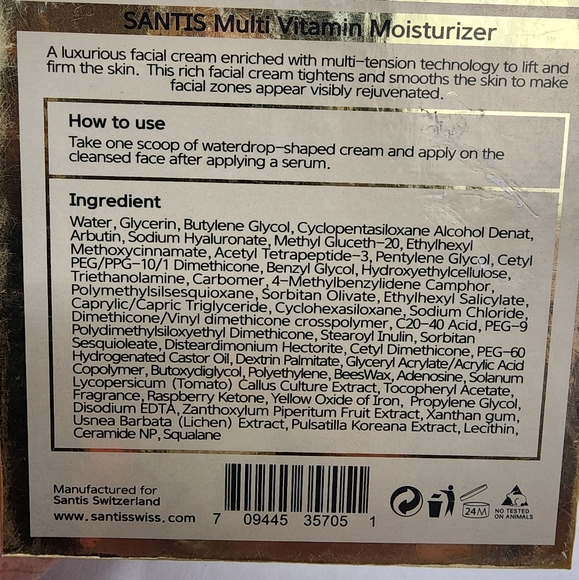 SANTIS Multi Vitamin Moisturizer
A luxurious facial cream enriched with multi-tension technology to lift and
firm the skin. This rich facial cream tightens and smooths the skin to make
facial zones appear visibly rejuvenated.
How to use
Take one scoop of waterdrop-shaped cream and apply on the
cleansed face after applying a serum.
Ingredient
Water, Glycerin, Butylene Glycol, Cyclopentasiloxane Alcohol Denat,
Arbutin, Sodium Hyaluronate, Methyl Gluceth-20, Ethylhexyl
Methoxycinnamate, Acetyl Tetrapeptide-3, Pentylene Glycol, Cetyl
PEG/PPG-10/1 Dimethicone, Benzyl Glycol, Hydroxyethylcellulose,
Triethanolamine, Carbomer, 4-Methylbenzylidene Camphor,
Polymethylsilsesquioxane, Sorbitan Olivate, Ethylhexyl Salicylate,
Caprylic/Capric Triglyceride, Cyclohexasiloxane, Sodium Chloride,
Dimethicone/Vinyl dimethicone crosspolymer, C20-40 Acid, PEG-9
Polydimethylsiloxyethyl Dimethicone, Stearoyl Inulin, Sorbitan
Sesquioleate, Disteardimonium Hectorite, Cetyl Dimethicone, PEG-60
Hydrogenated Castor Oil, Dextrin Palmitate, Glyceryl Acrylate/Acrylic Acid
Copolymer, Butoxydiglycol, Polyethylene, BeesWax, Adenosine, Solanum
Lycopersicum (Tomato) Callus Culture Extract, Tocopheryl Acetate,
Fragrance, Raspberry Ketone, Yellow Oxide of Iron, Propylene Glycol,
Disodium EDTA, Zanthoxylum Piperitum Fruit Extract, Xanthan gum,
Usnea Barbata (Lichen) Extract, Pulsatilla Koreana Extract, Lecithin,
Ceramide NP, Squalane
Manufactured for
Santis Switzerland
www.santisswiss.com
7 09445 35705 1
24M
NO TESTED
ON ANIMALS